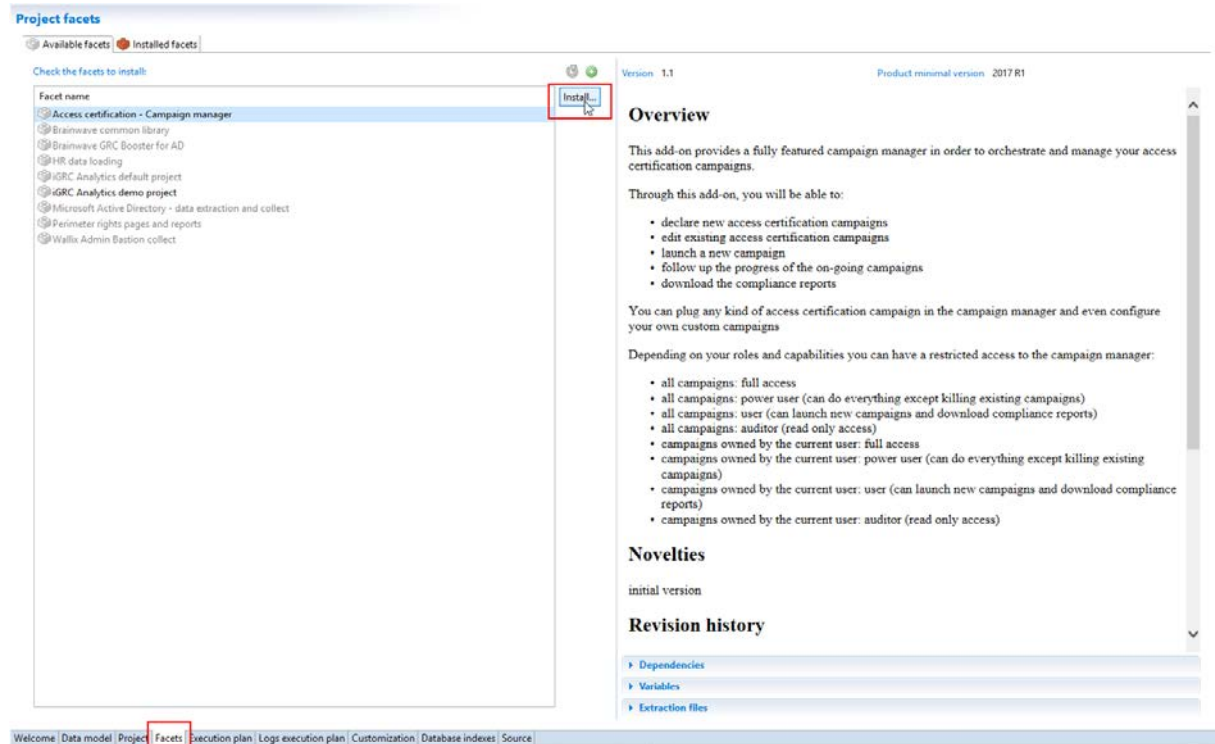 Project facets
Available facets
Installed facets
Check the facets to install:
Facet name
Install...
Access certification - Campaign manager
Brainwave common library
Brainwave GRC Booster for AD
HR data loading
iGRC Analytics default project
iGRC Analytics demo project
Microsoft Active Directory - data extraction and collect
Perimeter rights pages and reports
Wallix Admin Bastion collect
Version 1.1
Product minimal version 2017 R1
Overview
This add-on provides a fully featured campaign manager in order to orchestrate and manage your access
certification campaigns.
Through this add-on, you will be able to:
• declare new access certification campaigns
• edit existing access certification campaigns
• launch a new campaign
• follow up the progress of the on-going campaigns
• download the compliance reports
You can plug any kind of access certification campaign in the campaign manager and even configure
your own custom campaigns
Depending on your roles and capabilities you can have a restricted access to the campaign manager:
• all campaigns: full access
• all campaigns: power user (can do everything except killing existing campaigns)
• all campaigns: user (can launch new campaigns and download compliance reports)
• all campaigns: auditor (read only access)
• campaigns owned by the current user: full access
• campaigns owned by the current user: power user (can do everything except killing existing
campaigns)
• campaigns owned by the current user: user (can launch new campaigns and download compliance
reports)
• campaigns owned by the current user: auditor (read only access)
Novelties
initial version
Revision history
Dependencies
Variables
Extraction files
Welcome Data model Project Facets Execution plan Logs execution plan Customization Database indexes Source